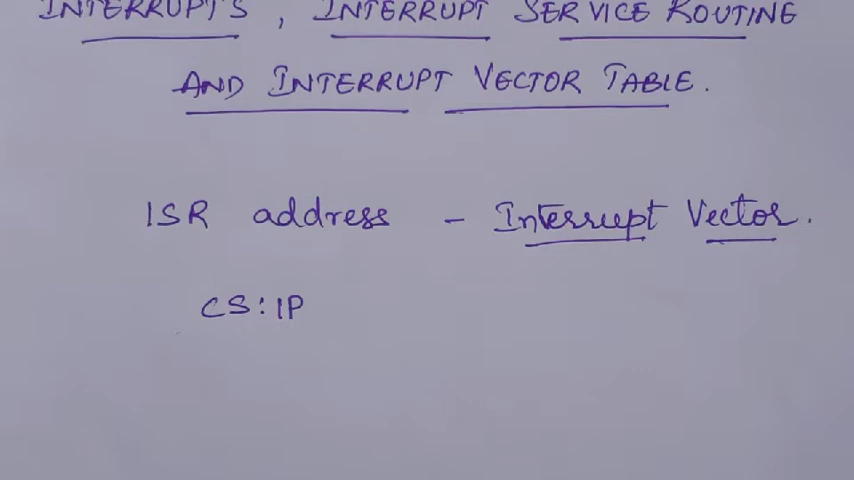 INTERRUPTS, INTERRUPT SERVICE ROUTINE
AND INTERRUPT VECTOR TABLE.
ISR address - Interrupt Vector.
CS:IP